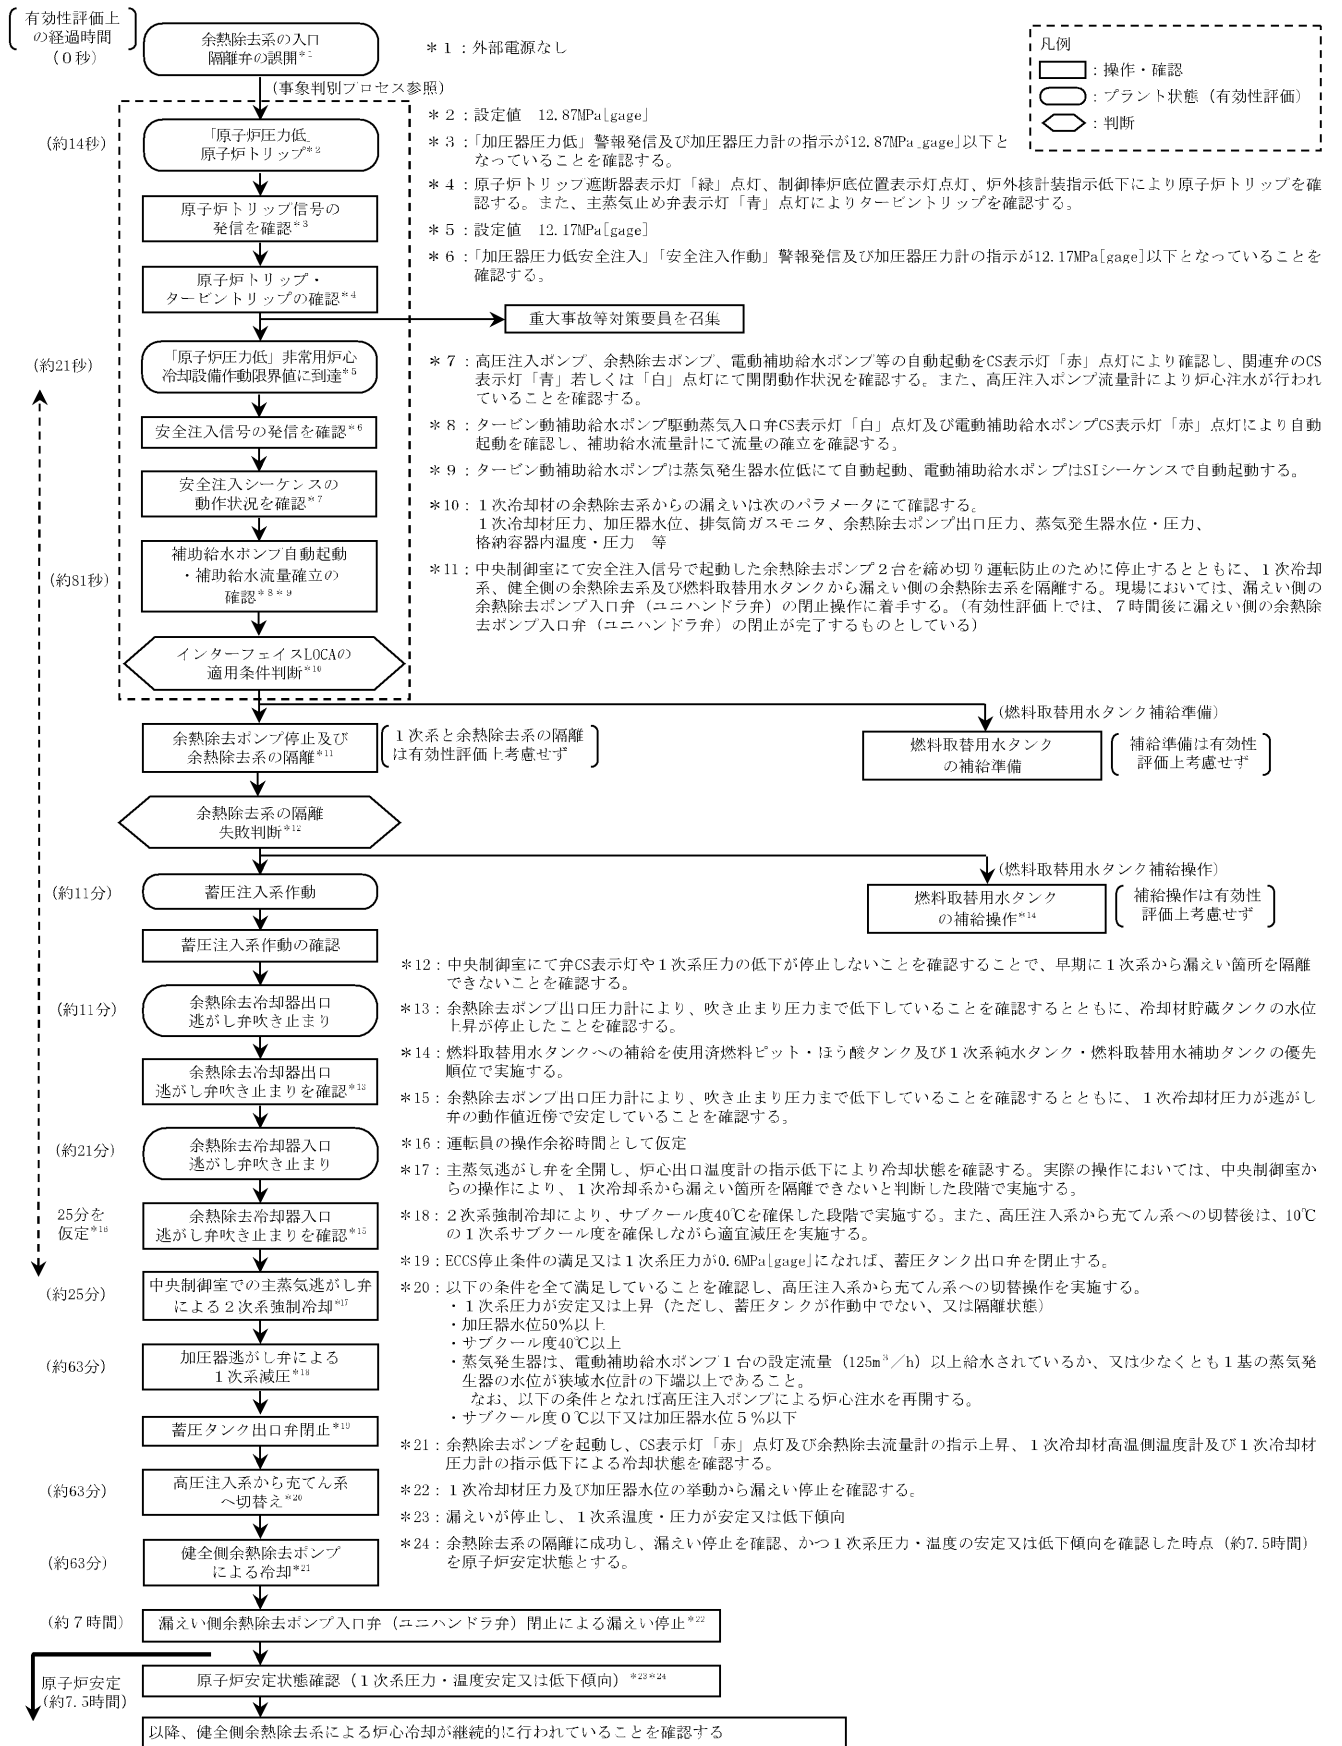 有効性評価上
の経過時間
（０秒）
余熱除去系の入口
隔離弁の誤開*1
（事象判別プロセス参照）
＊１：外部電源なし
凡例
：操作・確認
：プラント状態（有効性評価）
：判断
（約14秒）
「原子炉圧力低」
原子炉トリップ*2
原子炉トリップ信号の
発信を確認*3
原子炉トリップ・
タービントリップの確認*4
重大事故等対策要員を召集
＊２：設定値　12.87MPa[gage]
＊３：「加圧器圧力低」警報発信及び加圧器圧力計の指示が12.87MPa[gage]以下と
なっていることを確認する。
＊４：原子炉トリップ遮断器表示灯「緑」点灯、制御棒炉底位置表示灯点灯、炉外核計装指示低下により原子炉トリップを確
認する。また、主蒸気止め弁表示灯「青」点灯によりタービントリップを確認する。
＊５：設定値　12.17MPa[gage]
＊６：「加圧器圧力低安全注入」「安全注入作動」警報発信及び加圧器圧力計の指示が12.17MPa[gage]以下となっていることを
確認する。
（約21秒）
「原子炉圧力低」非常用炉心
冷却設備作動限界値に到達*5
安全注入信号の発信を確認*6
安全注入シーケンスの
動作状況を確認*7
（約81秒）
補助給水ポンプ自動起動
・補助給水流量確立の
確認*8*9
インターフェイスLOCAの
適用条件判断*10
＊７：高圧注入ポンプ、余熱除去ポンプ、電動補助給水ポンプ等の自動起動をCS表示灯「赤」点灯により確認し、関連弁のCS
表示灯「青」若しくは「白」点灯にて開閉動作状況を確認する。また、高圧注入ポンプ流量計により炉心注水が行われ
ていることを確認する。
＊８：タービン動補助給水ポンプ駆動蒸気入口弁CS表示灯「白」点灯及び電動補助給水ポンプCS表示灯「赤」点灯により自動
起動を確認し、補助給水流量計にて流量の確立を確認する。
＊９：タービン動補助給水ポンプは蒸気発生器水位低にて自動起動、電動補助給水ポンプはSIシーケンスで自動起動する。
＊10：１次冷却材の余熱除去系からの漏えいは次のパラメータにて確認する。
１次冷却材圧力、加圧器水位、排気筒ガスモニタ、余熱除去ポンプ出口圧力、蒸気発生器水位・圧力、
格納容器内温度・圧力　等
＊11：中央制御室にて安全注入信号で起動した余熱除去ポンプ２台を締め切り運転防止のために停止するとともに、１次冷却
系、健全側の余熱除去系及び燃料取替用水タンクから漏えい側の余熱除去系を隔離する。現場においては、漏えい側の
余熱除去ポンプ入口弁（ユニハンドラ弁）の閉止操作に着手する。（有効性評価上では、７時間後に漏えい側の余熱除
去ポンプ入口弁（ユニハンドラ弁）の閉止が完了するものとしている）
余熱除去ポンプ停止及び
余熱除去系の隔離*11
１次系と余熱除去系の隔離
は有効性評価上考慮せず
（燃料取替用水タンク補給準備）
燃料取替用水タンク
の補給準備
補給準備は有効性
評価上考慮せず
余熱除去系の隔離
失敗判断*12
（燃料取替用水タンク補給操作）
燃料取替用水タンク
の補給操作*14
補給操作は有効性
評価上考慮せず
（約11分）
蓄圧注入系作動
蓄圧注入系作動の確認
（約11分）
余熱除去冷却器出口
逃がし弁吹き止まり
余熱除去冷却器出口
逃がし弁吹き止まりを確認*13
（約21分）
余熱除去冷却器入口
逃がし弁吹き止まり
25分を
仮定*16
余熱除去冷却器入口
逃がし弁吹き止まりを確認*15
（約25分）
中央制御室での主蒸気逃がし弁
による２次系強制冷却*17
（約63分）
加圧器逃がし弁による
１次系減圧*18
蓄圧タンク出口弁閉止*19
（約63分）
高圧注入系から充てん系
へ切替え*20
（約63分）
健全側余熱除去ポンプ
による冷却*21
＊12：中央制御室にて弁CS表示灯や１次系圧力の低下が停止しないことを確認することで、早期に１次系から漏えい箇所を隔離
できないことを確認する。
＊13：余熱除去ポンプ出口圧力計により、吹き止まり圧力まで低下していることを確認するとともに、冷却材貯蔵タンクの水位
上昇が停止したことを確認する。
＊14：燃料取替用水タンクへの補給を使用済燃料ピット・ほう酸タンク及び１次系純水タンク・燃料取替用水補助タンクの優先
順位で実施する。
＊15：余熱除去ポンプ出口圧力計により、吹き止まり圧力まで低下していることを確認するとともに、１次冷却材圧力が逃がし
弁の動作値近傍で安定していることを確認する。
＊16：運転員の操作余裕時間として仮定
＊17：主蒸気逃がし弁を全開し、炉心出口温度計の指示低下により冷却状態を確認する。実際の操作においては、中央制御室か
らの操作により、１次冷却系から漏えい箇所を隔離できないと判断した段階で実施する。
＊18：２次系強制冷却により、サブクール度40℃を確保した段階で実施する。また、高圧注入系から充てん系への切替後は、10℃
の１次系サブクール度を確保しながら適宜減圧を実施する。
＊19：ECCS停止条件の満足又は１次系圧力が0.6MPa[gage]になれば、蓄圧タンク出口弁を閉止する。
＊20：以下の条件を全て満足していることを確認し、高圧注入系から充てん系への切替操作を実施する。
・１次系圧力が安定又は上昇（ただし、蓄圧タンクが作動中でない、又は隔離状態）
・加圧器水位50％以上
・サブクール度40℃以上
・蒸気発生器は、電動補助給水ポンプ１台の設定流量（125m³／h）以上給水されているか、又は少なくとも１基の蒸気発
生器の水位が狭域水位計の下端以上であること。
なお、以下の条件となれば高圧注入ポンプによる炉心注水を再開する。
・サブクール度０℃以下又は加圧器水位５％以下
＊21：余熱除去ポンプを起動し、CS表示灯「赤」点灯及び余熱除去流量計の指示上昇、１次冷却材高温側温度計及び１次冷却材
圧力計の指示低下による冷却状態を確認する。
＊22：１次冷却材圧力及び加圧器水位の挙動から漏えい停止を確認する。
＊23：漏えいが停止し、１次系温度・圧力が安定又は低下傾向
＊24：余熱除去系の隔離に成功し、漏えい停止を確認、かつ１次系圧力・温度の安定又は低下傾向を確認した時点（約7.5時間）
を原子炉安定状態とする。
（約７時間）
漏えい側余熱除去ポンプ入口弁（ユニハンドラ弁）閉止による漏えい停止*22
原子炉安定
（約7.5時間）
原子炉安定状態確認（１次系圧力・温度安定又は低下傾向）*23*24
以降、健全側余熱除去系による炉心冷却が継続的に行われていることを確認する